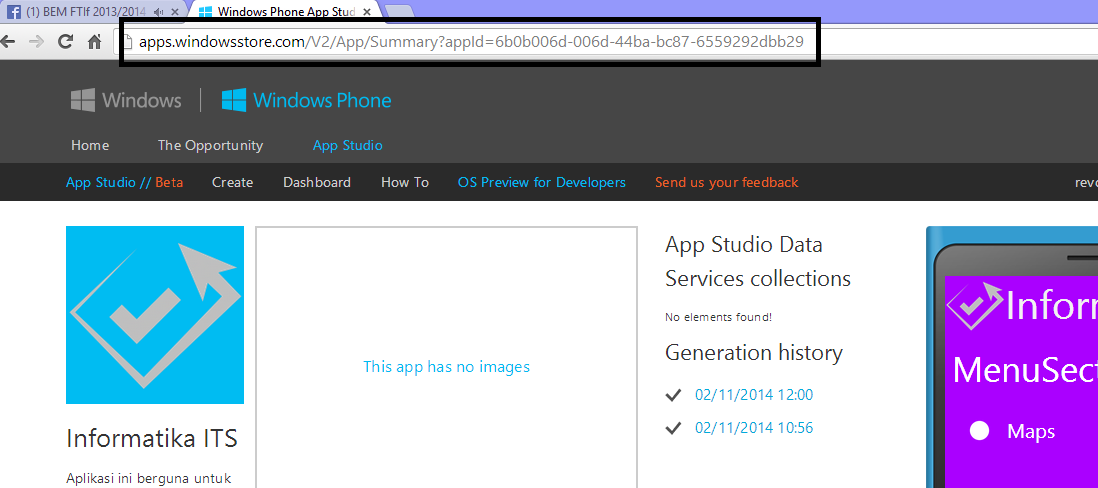 (1) BEM FTIf 2013/2014
Windows Phone App Stud
apps.windowsstore.com/V2/App/Summary?appId=6b0b006d-006d-44ba-bc87-6559292dbb29
Windows
Windows Phone
Home The Opportunity App Studio
App Studio // Beta Create Dashboard How To OS Preview for Developers Send us your feedback revo
This app has no images
Informatika ITS
Aplikasi ini berguna untuk
App Studio Data
Services collections
No elements found!
Generation history
02/11/2014 12:00
02/11/2014 10:56
Inform
MenuSect
Maps